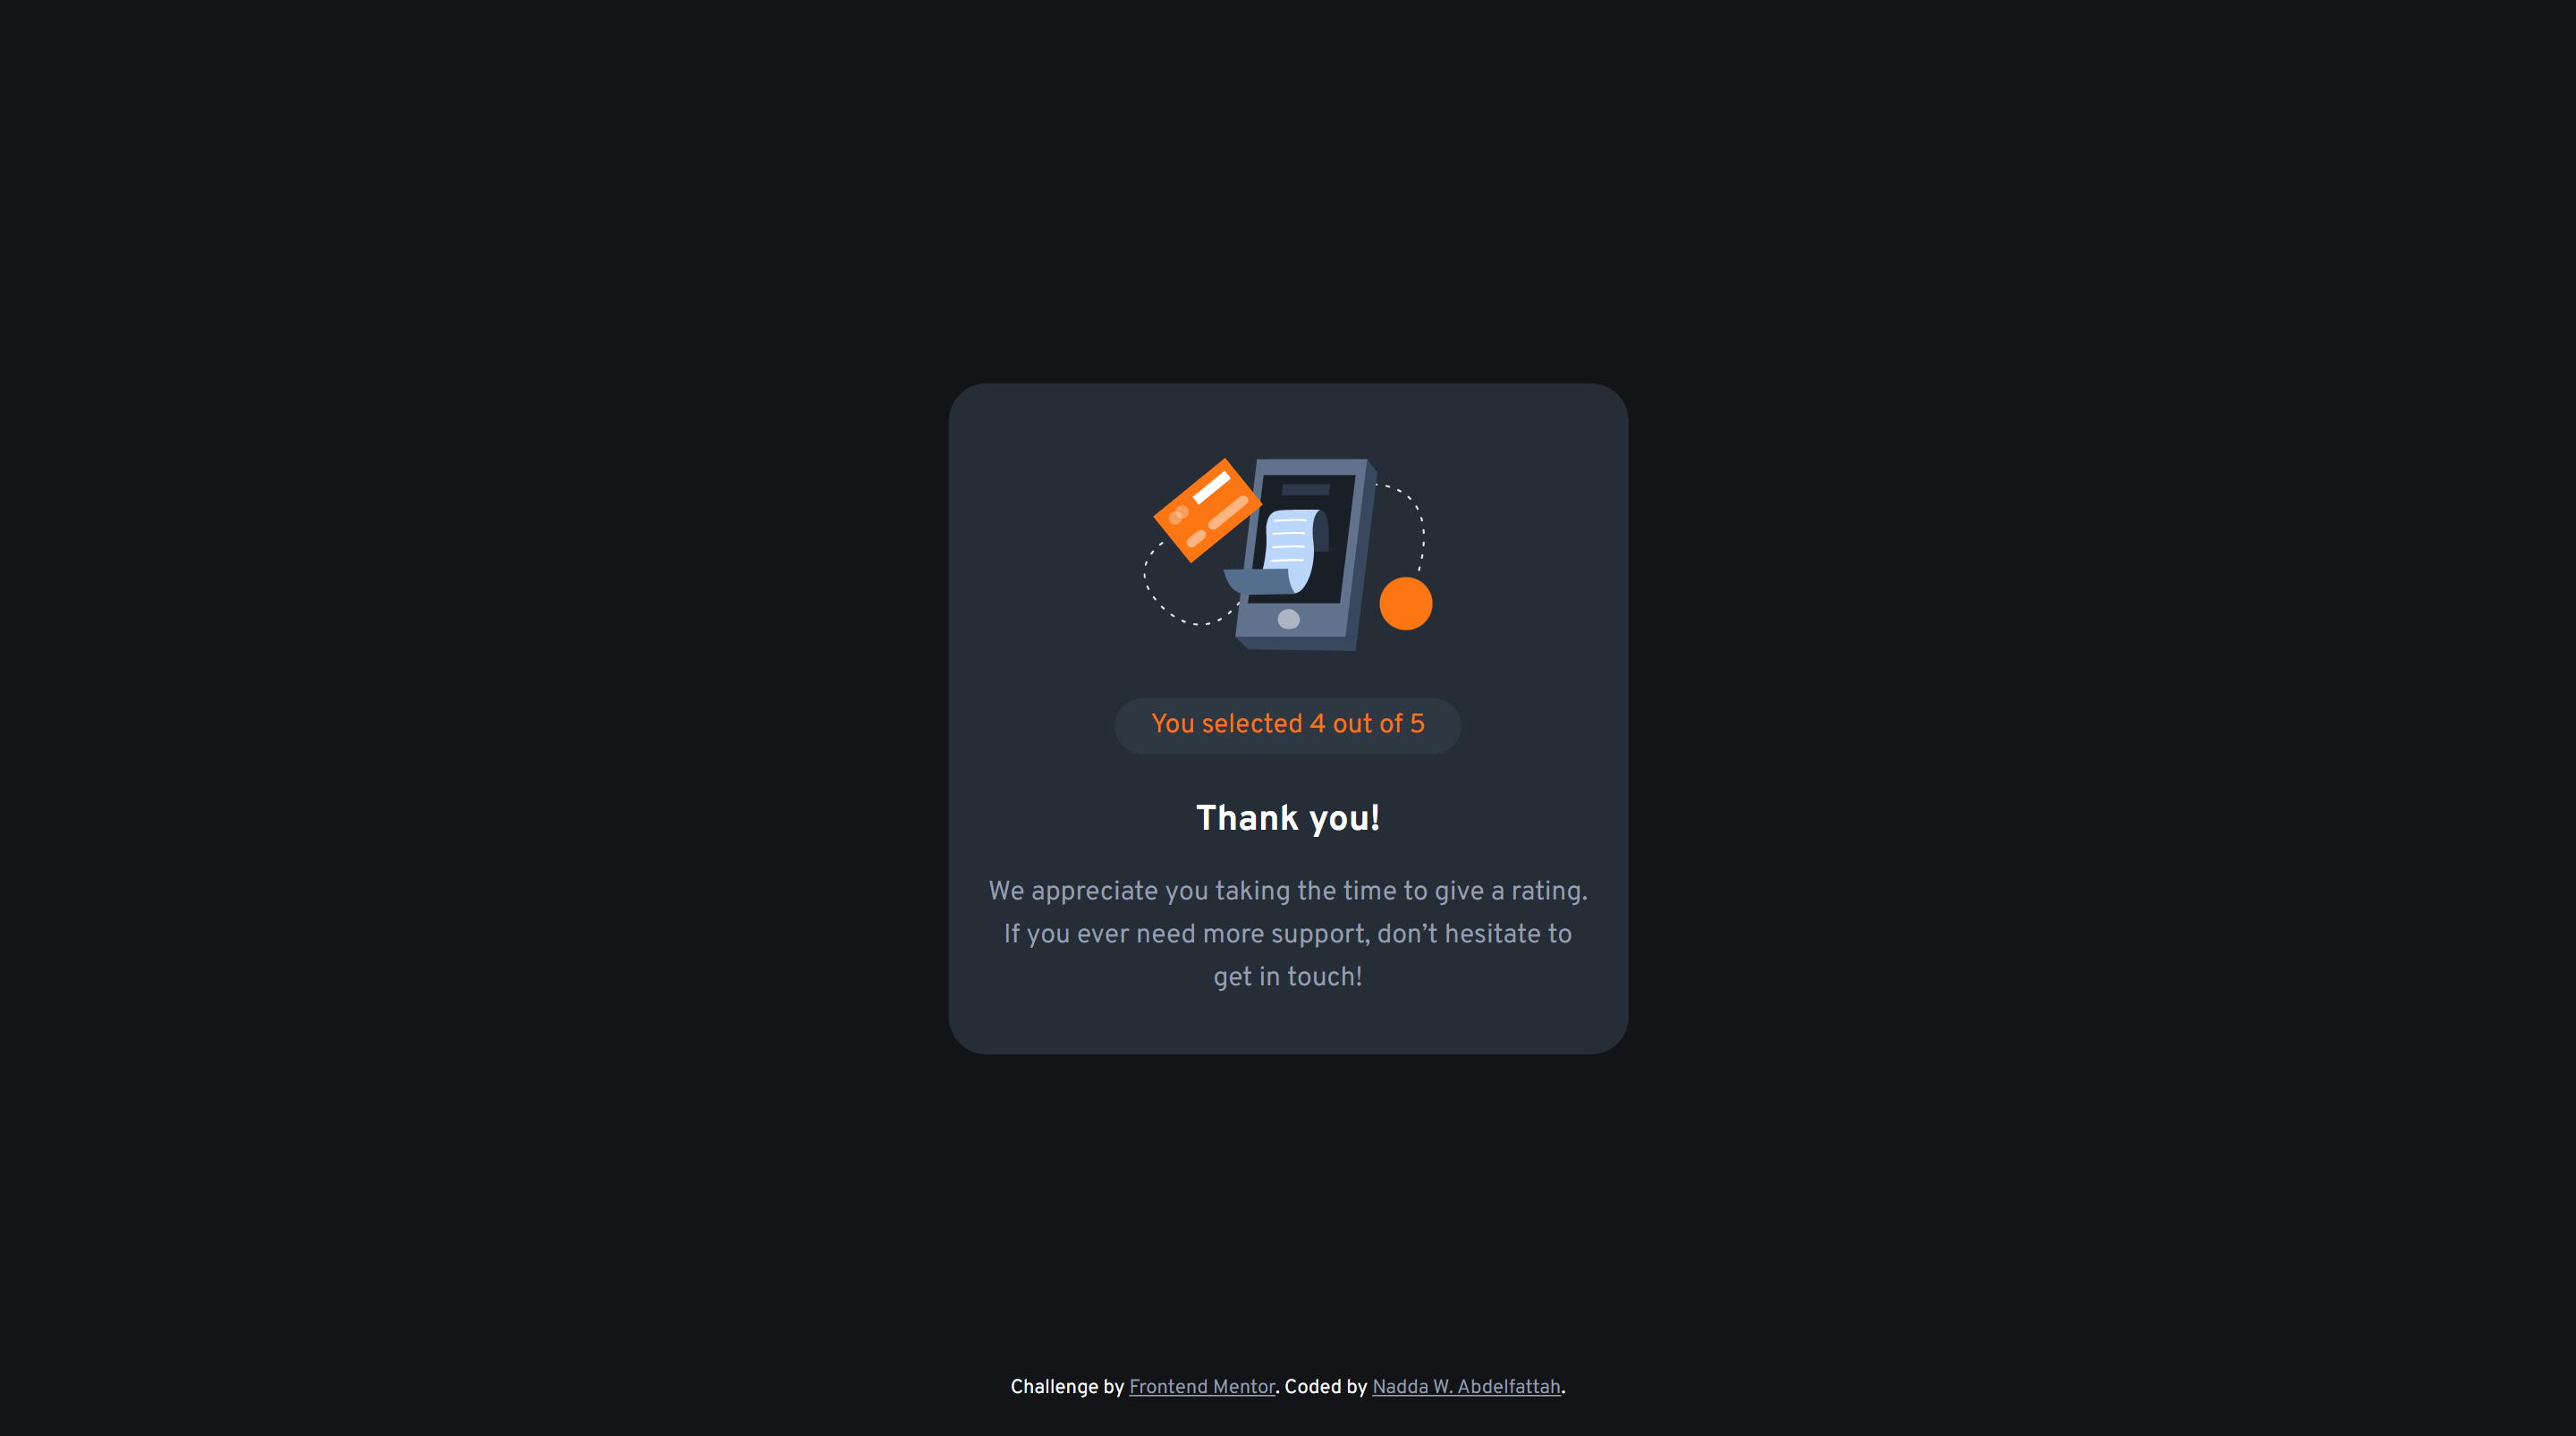 You selected 4 out of 5
Thank you!
We appreciate you taking the time to give a rating.
If you ever need more support, don’t hesitate to
get in touch!
Challenge by Frontend Mentor. Coded by Nadda W. Abdelfattah.